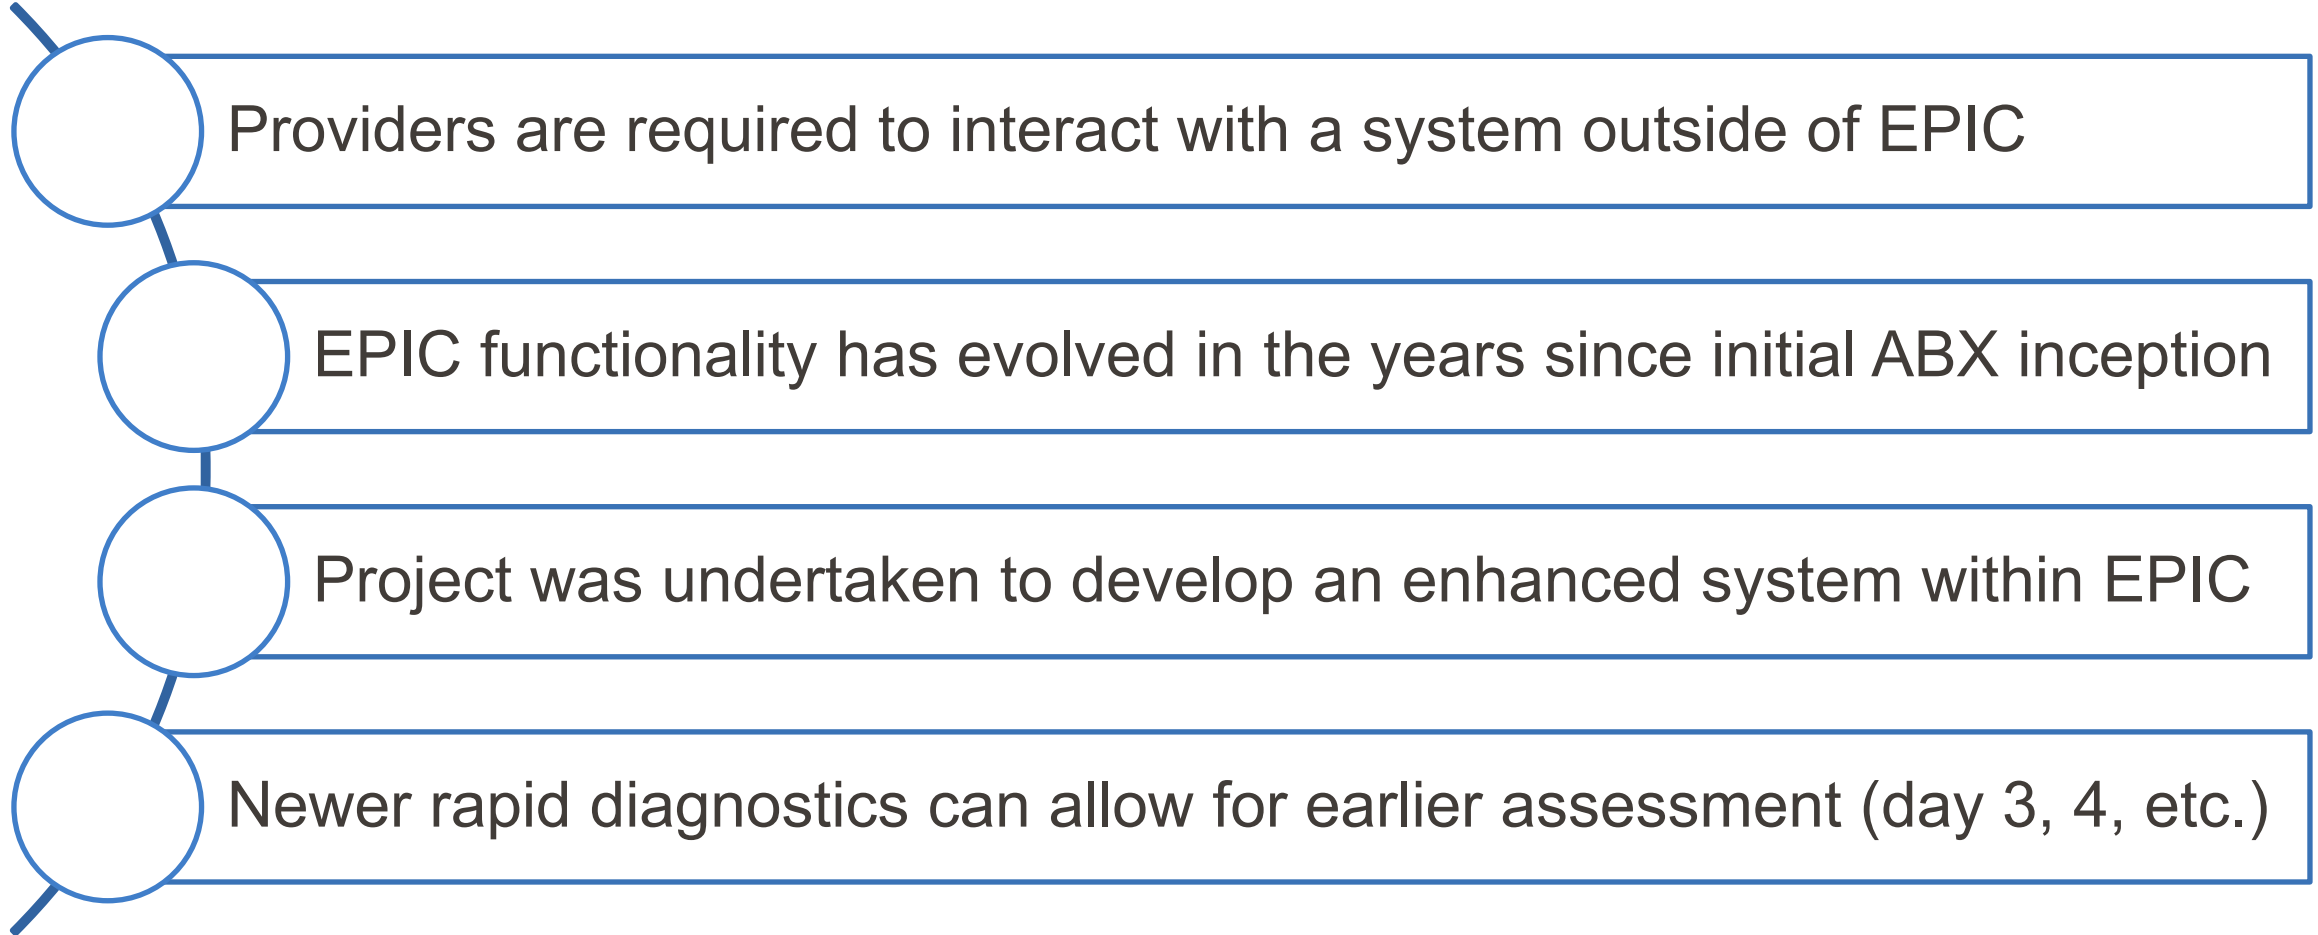 Providers are required to interact with a system outside of EPIC
EPIC functionality has evolved in the years since initial ABX inception
Project was undertaken to develop an enhanced system within EPIC
Newer rapid diagnostics can allow for earlier assessment (day 3, 4, etc.)